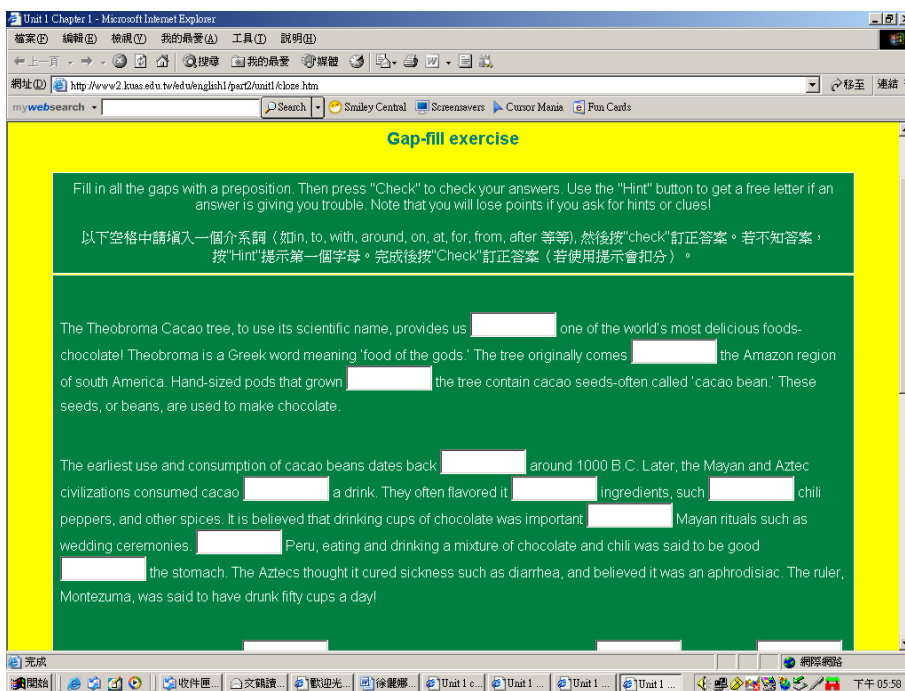 Unit 1 Chapter 1 - Microsoft Internet Explorer
檔案(F) 編輯(E) 檢視(V) 我的最愛(A) 工具(T) 說明(H)
上一頁 搜尋 我的最愛 媒體
網址(D) http://www2.kuas.edu.tw/edu/english1/part2/unit1/cloze.htm 移至 連結
mywebsearch Search Smiley Central Screensavers Cursor Mania Fun Cards
Gap-fill exercise
Fill in all the gaps with a preposition. Then press "Check" to check your answers. Use the "Hint" button to get a free letter if an
answer is giving you trouble. Note that you will lose points if you ask for hints or clues!
以下空格中請填入一個介系詞（如in, to, with, around, on, at, for, from, after 等等), 然後按"check"訂正答案。若不知答案，
按"Hint"提示第一個字母。完成後按"Check"訂正答案（若使用提示會扣分）。
The Theobroma Cacao tree, to use its scientific name, provides us one of the world's most delicious foods-
chocolate! Theobroma is a Greek word meaning 'food of the gods.' The tree originally comes the Amazon region
of south America. Hand-sized pods that grown the tree contain cacao seeds-often called 'cacao bean.' These
seeds, or beans, are used to make chocolate.
The earliest use and consumption of cacao beans dates back around 1000 B.C. Later, the Mayan and Aztec
civilizations consumed cacao a drink. They often flavored it ingredients, such chili
peppers, and other spices. It is believed that drinking cups of chocolate was important Mayan rituals such as
wedding ceremonies. Peru, eating and drinking a mixture of chocolate and chili was said to be good
the stomach. The Aztecs thought it cured sickness such as diarrhea, and believed it was an aphrodisiac. The ruler,
Montezuma, was said to have drunk fifty cups a day!
完成 網際網路
開始 收件匣... 交鶴讀... 歡迎光... Unit 1 c... Unit 1 ... Unit 1 ... Unit 1 ... 下午 05:58